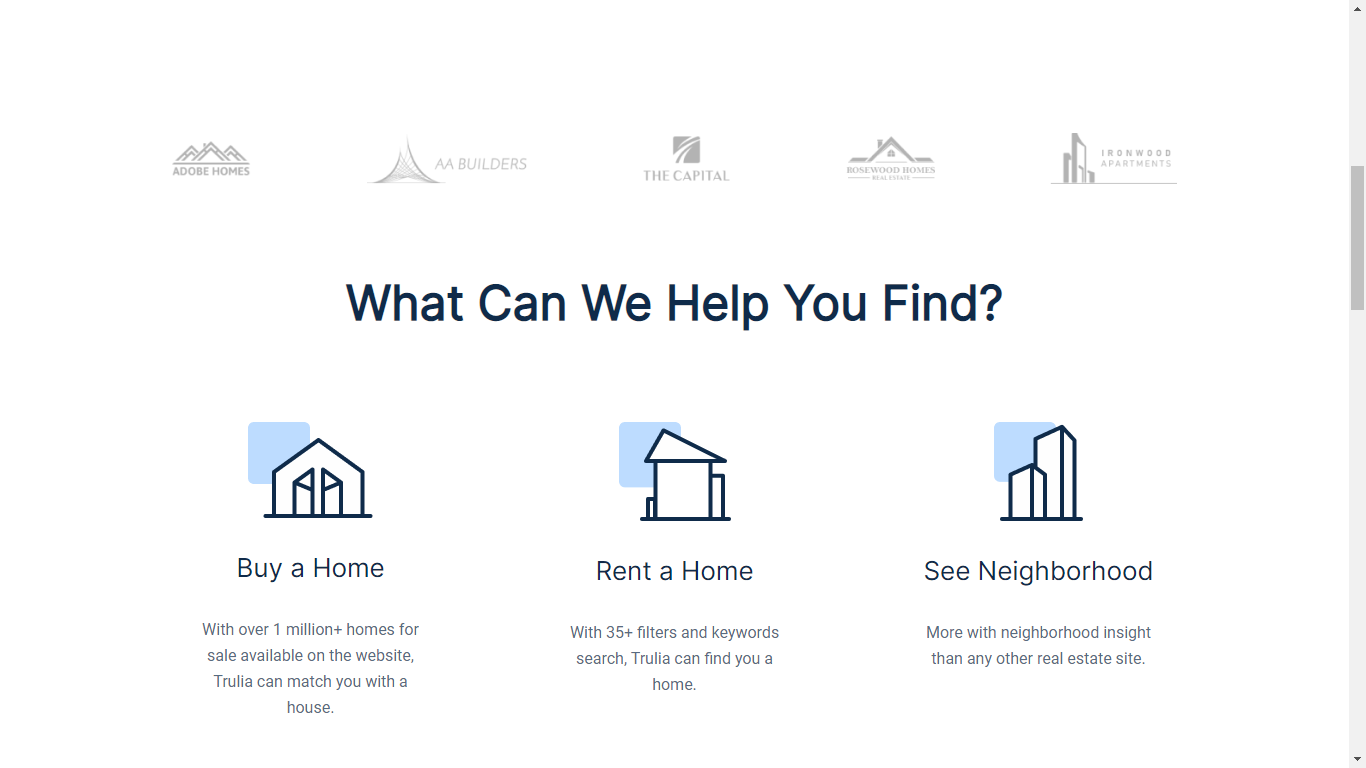 ADOBE HOMES
AA BUILDERS
THE CAPITAL
ROSEWOOD HOMES
REAL ESTATE
IRONWOOD
APARTMENTS
What Can We Help You Find?
Buy a Home
With over 1 million+ homes for
sale available on the website,
Trulia can match you with a
house.
Rent a Home
With 35+ filters and keywords
search, Trulia can find you a
home.
See Neighborhood
More with neighborhood insight
than any other real estate site.